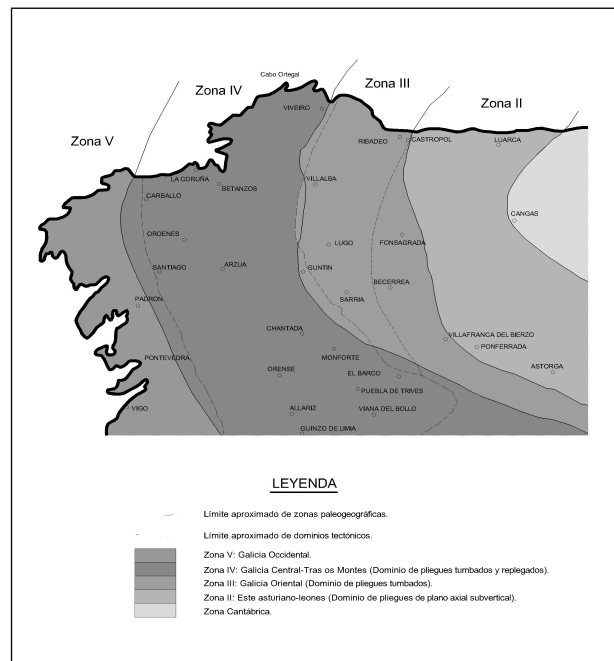 Cabo Ortegal
Zona IV
Zona III
Zona II
Zona V
VIVEIRO
RIBADEO
CASTROPOL
LUARCA
LA CORUÑA
BETANZOS
VILLALBA
CARBALLO
CANGAS
ORDENES
LUGO
FONSAGRADA
SANTIAGO
ARZUA
GUNTIN
BECERREA
SARRIA
PADRON
CHANTADA
VILLAFRANCA DEL BIERZO
PONFERRADA
PONTEVEDRA
MONFORTE
ORENSE
EL BARCO
ASTORGA
PUEBLA DE TRIVES
VIGO
ALLARIZ
VIANA DEL BOLLO
GUINZO DE LIMIA
LEYENDA
Límite aproximado de zonas paleogeográficas.
Límite aproximado de dominios tectónicos.
Zona V: Galicia Occidental.
Zona IV: Galicia Central-Tras os Montes (Dominio de pliegues tumbados y replegados).
Zona III: Galicia Oriental (Dominio de pliegues tumbados).
Zona II: Este asturiano-leones (Domínio de pliegues de plano axial subvertical).
Zona Cantábrica.